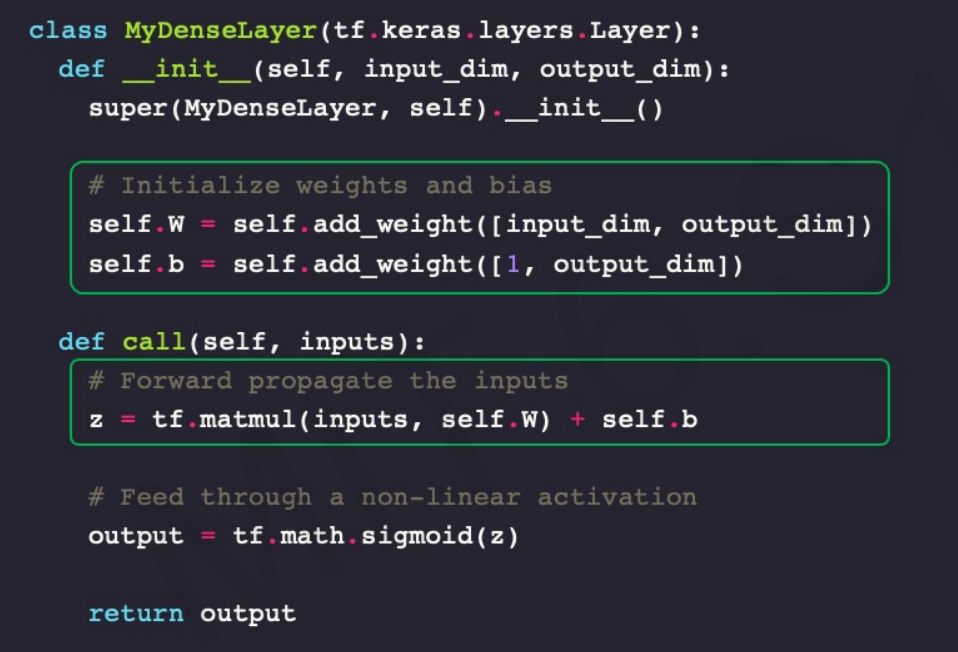 class MyDenseLayer(tf.keras.layers.Layer):
  def __init__(self, input_dim, output_dim):
    super(MyDenseLayer, self).__init__()
    # Initialize weights and bias
    self.W = self.add_weight([input_dim, output_dim])
    self.b = self.add_weight([1, output_dim])
  def call(self, inputs):
    # Forward propagate the inputs
    z = tf.matmul(inputs, self.W) + self.b
    # Feed through a non-linear activation
    output = tf.math.sigmoid(z)
    return output